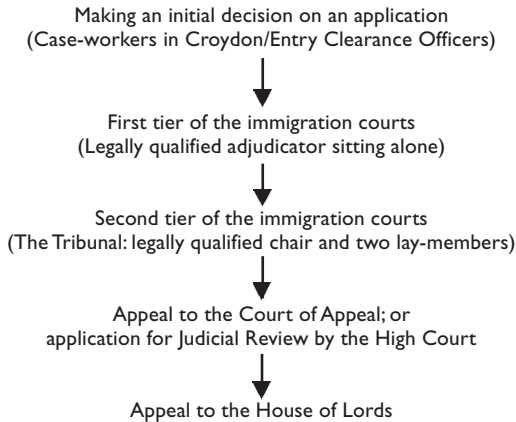 Making an initial decision on an application
(Case-workers in Croydon/Entry Clearance Officers)
First tier of the immigration courts
(Legally qualified adjudicator sitting alone)
Second tier of the immigration courts
(The Tribunal: legally qualified chair and two lay-members)
Appeal to the Court of Appeal; or
application for Judicial Review by the High Court
Appeal to the House of Lords